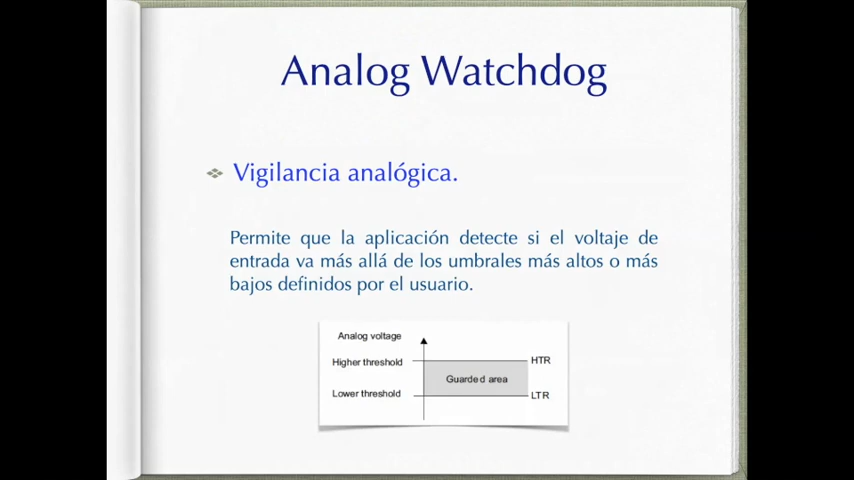 Analog Watchdog
Vigilancia analógica.
Permite que la aplicación detecte si el voltaje de
entrada va más allá de los umbrales más altos o más
bajos definidos por el usuario.
Analog voltage
Higher threshold
HTR
Guarded area
Lower threshold
LTR